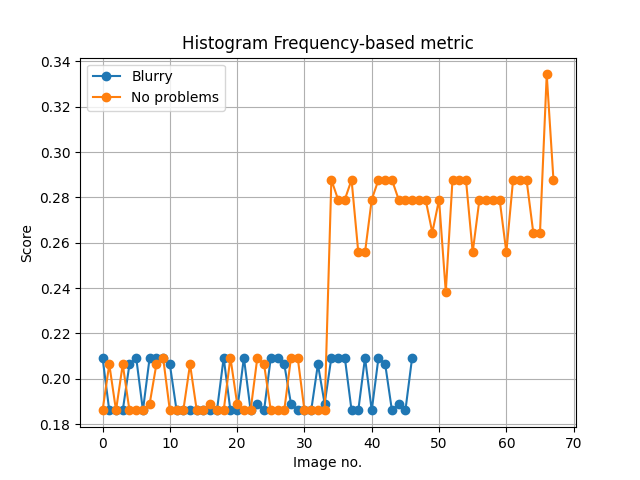 Histogram Frequency-based metric
Blurry
No problems
0.34
0.32
0.30
0.28
0.26
0.24
0.22
0.20
0.18
Score
0 10 20 30 40 50 60 70
Image no.